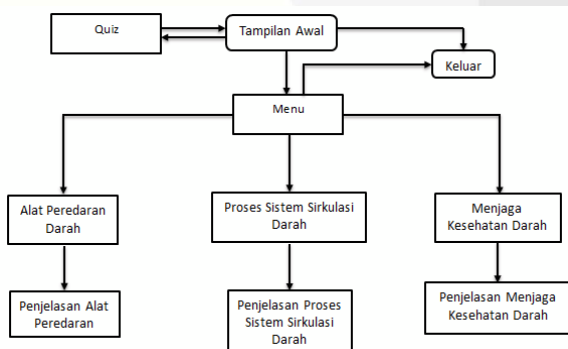 Quiz
Tampilan Awal
Keluar
Menu
Alat Peredaran
Darah
Proses Sistem Sirkulasi
Darah
Menjaga
Kesehatan Darah
Penjelasan Alat
Peredaran
Penjelasan Proses
Sistem Sirkulasi
Darah
Penjelasan Menjaga
Kesehatan Darah